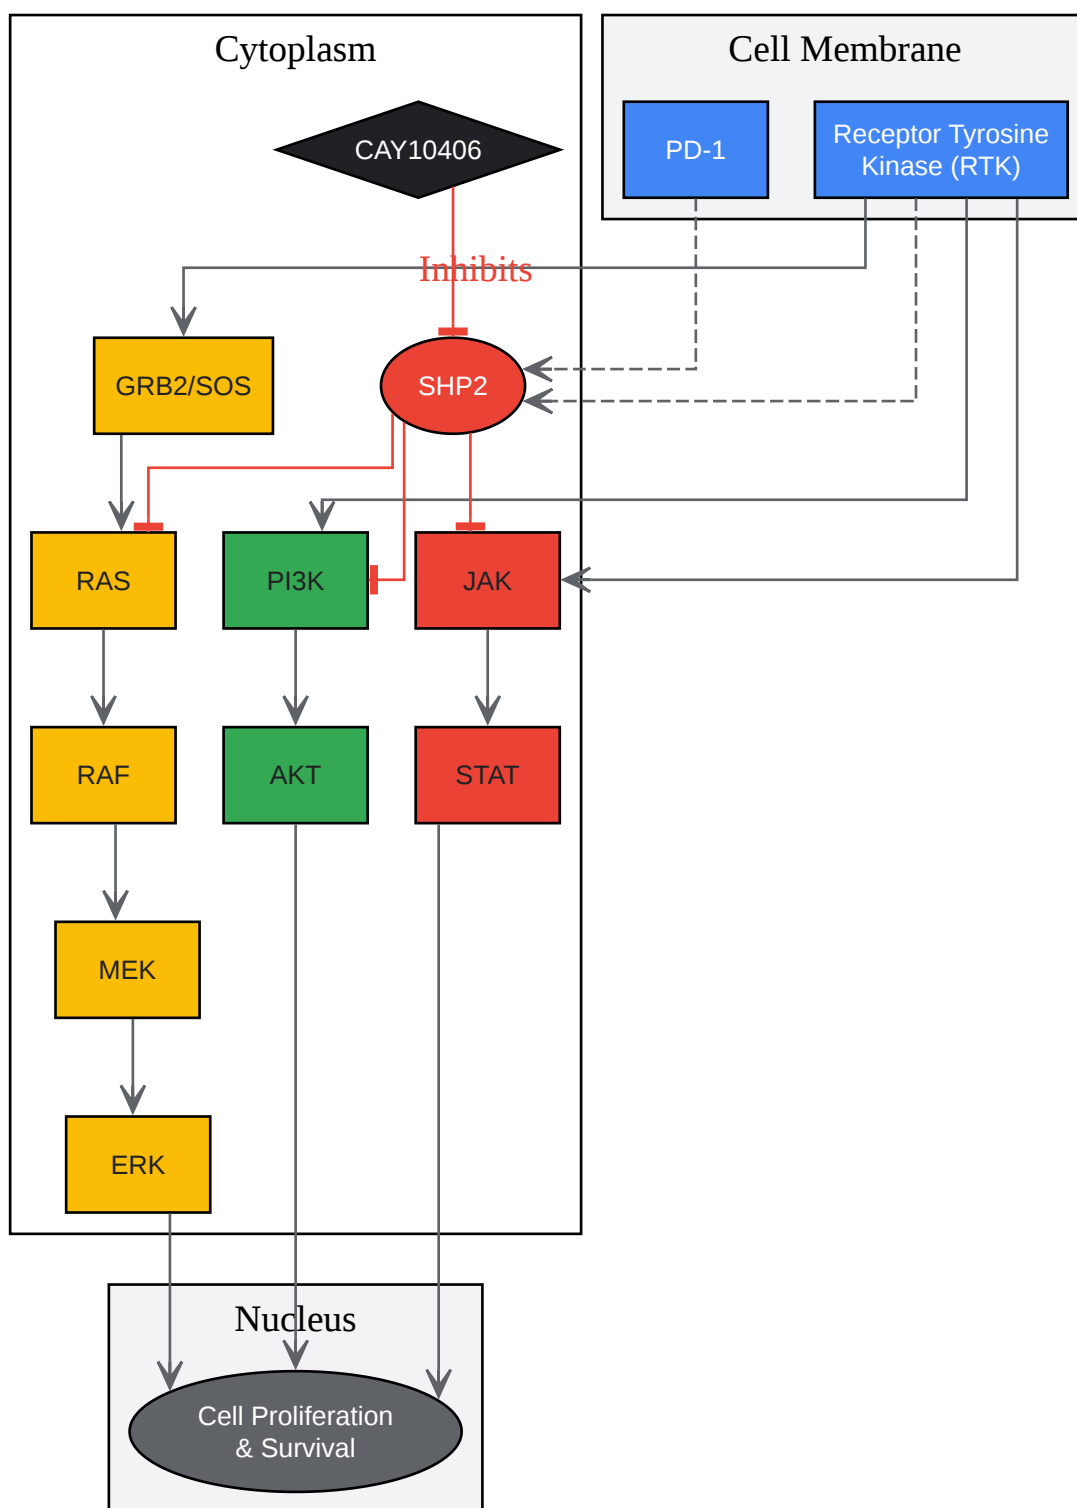 Cytoplasm
Cell Membrane
CAY10406
PD-1
Receptor Tyrosine
Kinase (RTK)
Inhibits
GRB2/SOS
SHP2
RAS
PI3K
JAK
RAF
AKT
STAT
MEK
ERK
Nucleus
Cell Proliferation
& Survival